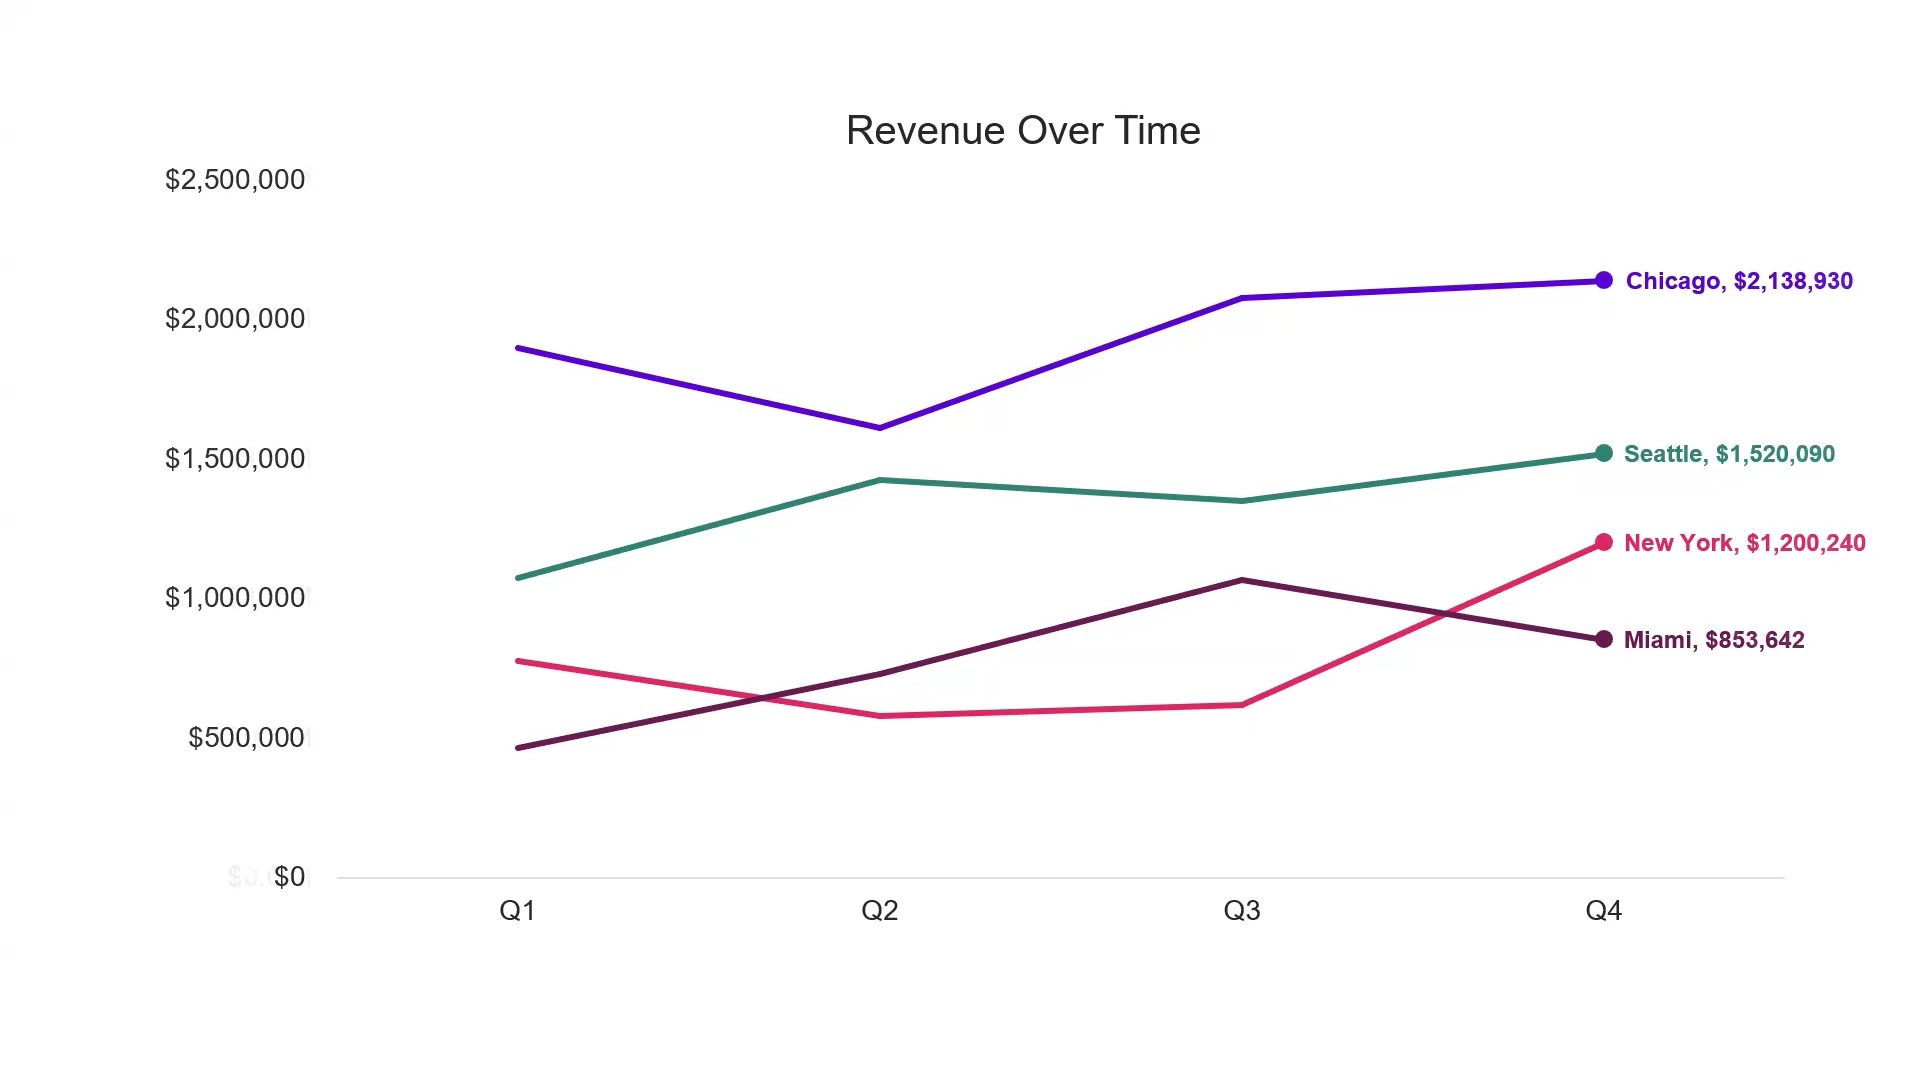 Revenue Over Time
$2,500,000
$2,000,000
$1,500,000
$1,000,000
$500,000
$0
Chicago, $2,138,930
Seattle, $1,520,090
New York, $1,200,240
Miami, $853,642
Q1 Q2 Q3 Q4